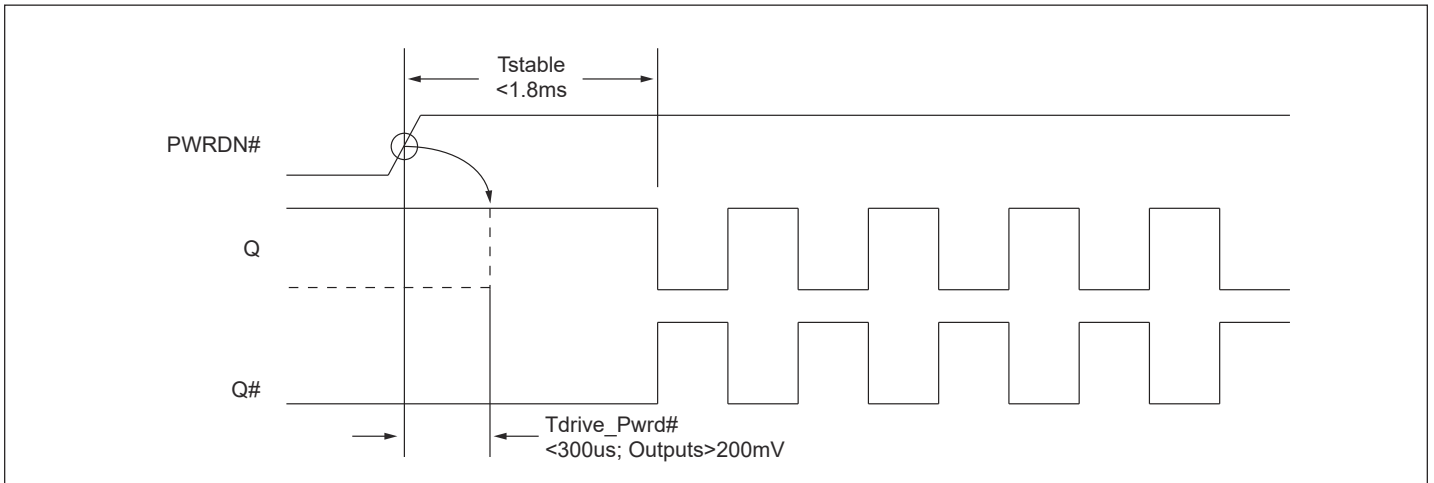 Tstable
<1.8ms
PWRDN#
Q
Q#
Tdrive_Pwrd#
<300us; Outputs>200mV